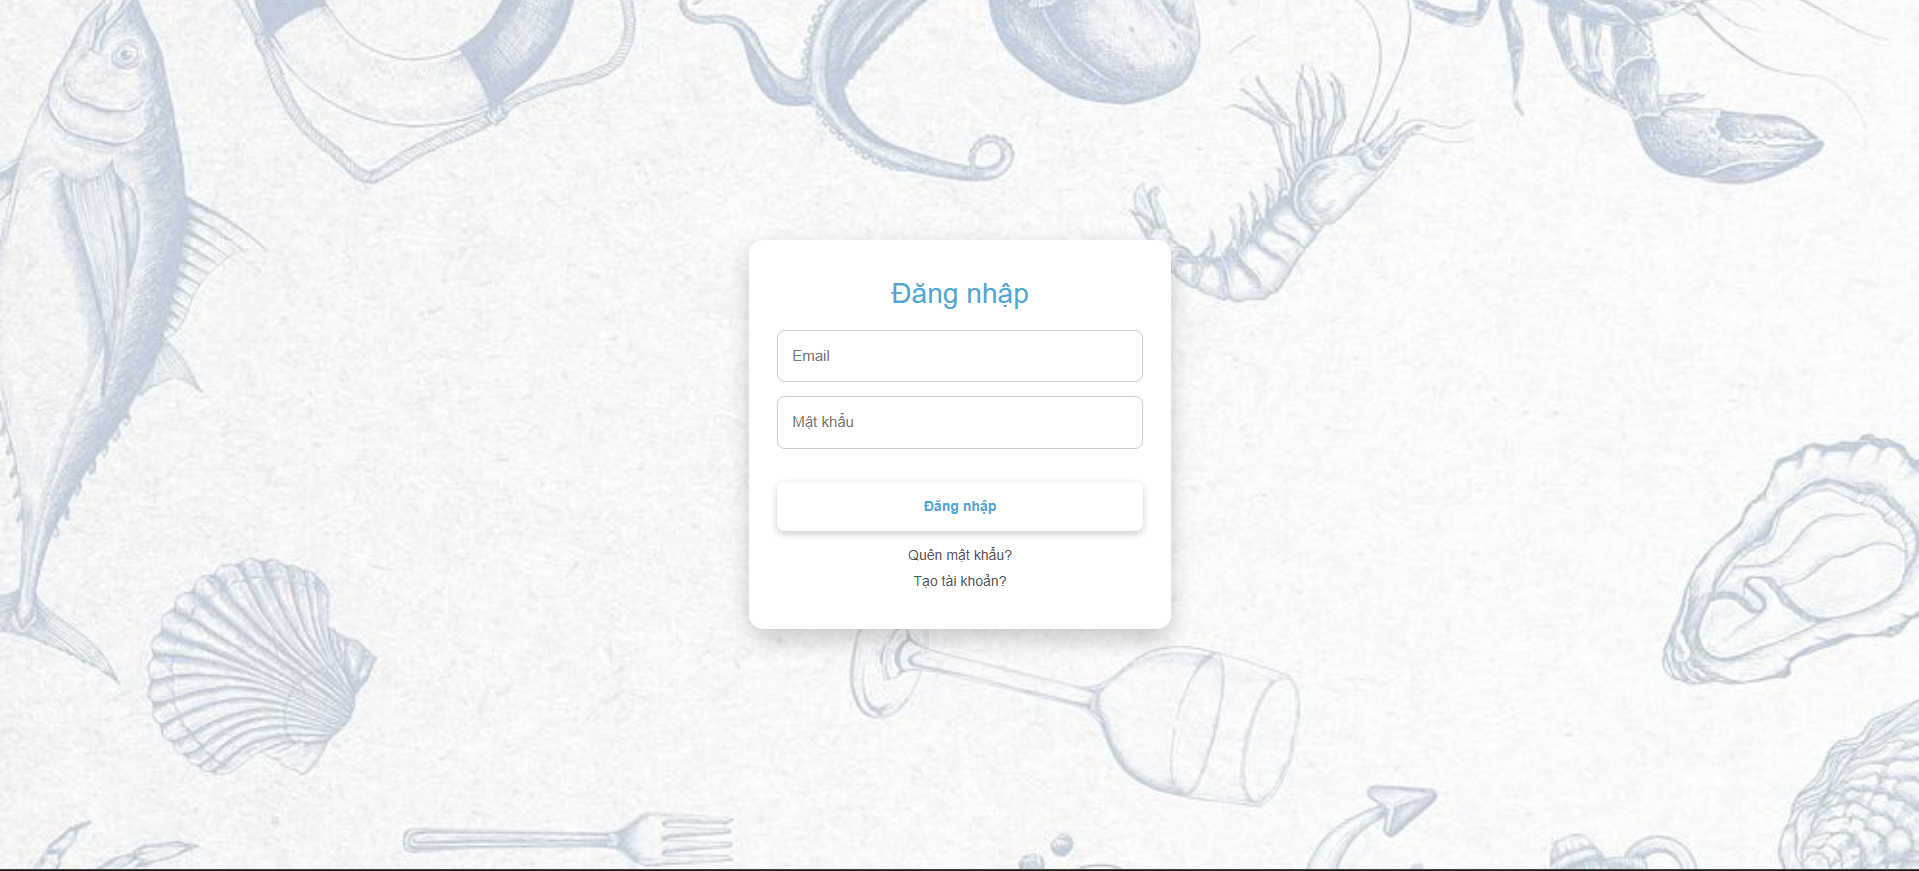 Đăng nhập
Email
Mật khẩu
Đăng nhập
Quên mật khẩu?
Tạo tài khoản?